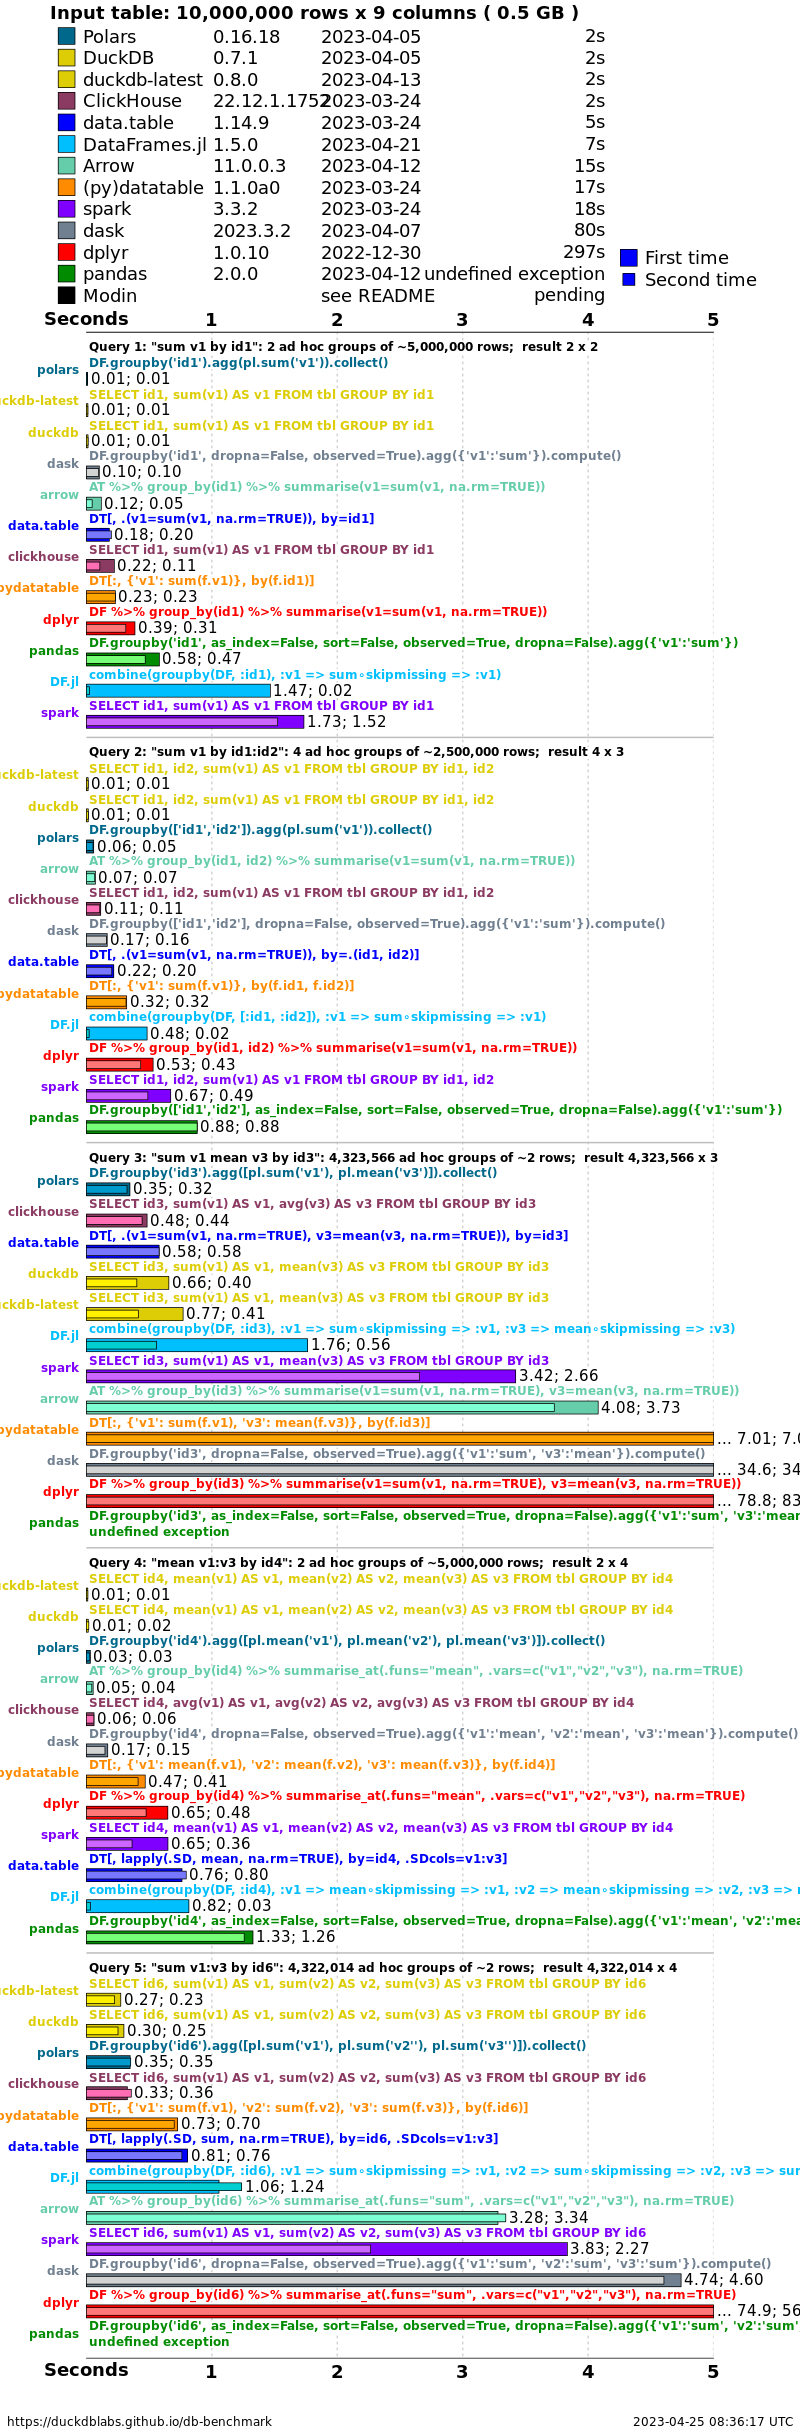 Input table: 10,000,000 rows x 9 columns ( 0.5 GB )
Polars 0.16.18 2023-04-05 2s
DuckDB 0.7.1 2023-04-05 2s
duckdb-latest 0.8.0 2023-04-13 2s
ClickHouse 22.12.1.1752 2023-03-24 2s
data.table 1.14.9 2023-03-24 5s
DataFrames.jl 1.5.0 2023-04-21 7s
Arrow 11.0.0.3 2023-04-12 15s
(py)datatable 1.1.0a0 2023-03-24 17s
spark 3.3.2 2023-03-24 18s
dask 2023.3.2 2023-04-07 80s
dplyr 1.0.10 2022-12-30 297s
pandas 2.0.0 2023-04-12 undefined exception
Modin see README pending
First time
Second time
Seconds 1 2 3 4 5
Query 1: "sum v1 by id1": 2 ad hoc groups of ~5,000,000 rows; result 2 x 2
DF.groupby('id1').agg(pl.sum('v1')).collect()
polars 0.01; 0.01
SELECT id1, sum(v1) AS v1 FROM tbl GROUP BY id1
uckdb-latest 0.01; 0.01
SELECT id1, sum(v1) AS v1 FROM tbl GROUP BY id1
duckdb 0.01; 0.01
DF.groupby('id1', dropna=False, observed=True).agg({'v1':'sum'}).compute()
dask 0.10; 0.10
AT %>% group_by(id1) %>% summarise(v1=sum(v1, na.rm=TRUE))
arrow 0.12; 0.05
DT[, .(v1=sum(v1, na.rm=TRUE)), by=id1]
data.table 0.18; 0.20
SELECT id1, sum(v1) AS v1 FROM tbl GROUP BY id1
clickhouse 0.22; 0.11
DT[:, {'v1': sum(f.v1)}, by(f.id1)]
pydatatable 0.23; 0.23
DF %>% group_by(id1) %>% summarise(v1=sum(v1, na.rm=TRUE))
dplyr 0.39; 0.31
DF.groupby('id1', as_index=False, sort=False, observed=True, dropna=False).agg({'v1':'sum'})
pandas 0.58; 0.47
combine(groupby(DF, :id1), :v1 => sum∘skipmissing => :v1)
DF.jl 1.47; 0.02
SELECT id1, sum(v1) AS v1 FROM tbl GROUP BY id1
spark 1.73; 1.52
Query 2: "sum v1 by id1:id2": 4 ad hoc groups of ~2,500,000 rows; result 4 x 3
SELECT id1, id2, sum(v1) AS v1 FROM tbl GROUP BY id1, id2
uckdb-latest 0.01; 0.01
SELECT id1, id2, sum(v1) AS v1 FROM tbl GROUP BY id1, id2
duckdb 0.01; 0.01
DF.groupby(['id1','id2']).agg(pl.sum('v1')).collect()
polars 0.06; 0.05
AT %>% group_by(id1, id2) %>% summarise(v1=sum(v1, na.rm=TRUE))
arrow 0.07; 0.07
SELECT id1, id2, sum(v1) AS v1 FROM tbl GROUP BY id1, id2
clickhouse 0.11; 0.11
DF.groupby(['id1','id2'], dropna=False, observed=True).agg({'v1':'sum'}).compute()
dask 0.17; 0.16
DT[, .(v1=sum(v1, na.rm=TRUE)), by=.(id1, id2)]
data.table 0.22; 0.20
DT[:, {'v1': sum(f.v1)}, by(f.id1, f.id2)]
pydatatable 0.32; 0.32
combine(groupby(DF, [:id1, :id2]), :v1 => sum∘skipmissing => :v1)
DF.jl 0.48; 0.02
DF %>% group_by(id1, id2) %>% summarise(v1=sum(v1, na.rm=TRUE))
dplyr 0.53; 0.43
SELECT id1, id2, sum(v1) AS v1 FROM tbl GROUP BY id1, id2
spark 0.67; 0.49
DF.groupby(['id1','id2'], as_index=False, sort=False, observed=True, dropna=False).agg({'v1':'sum'})
pandas 0.88; 0.88
Query 3: "sum v1 mean v3 by id3": 4,323,566 ad hoc groups of ~2 rows; result 4,323,566 x 3
DF.groupby('id3').agg([pl.sum('v1'), pl.mean('v3')]).collect()
polars 0.35; 0.32
SELECT id3, sum(v1) AS v1, avg(v3) AS v3 FROM tbl GROUP BY id3
clickhouse 0.48; 0.44
DT[, .(v1=sum(v1, na.rm=TRUE), v3=mean(v3, na.rm=TRUE)), by=id3]
data.table 0.58; 0.58
SELECT id3, sum(v1) AS v1, mean(v3) AS v3 FROM tbl GROUP BY id3
duckdb 0.66; 0.40
SELECT id3, sum(v1) AS v1, mean(v3) AS v3 FROM tbl GROUP BY id3
uckdb-latest 0.77; 0.41
combine(groupby(DF, :id3), :v1 => sum∘skipmissing => :v1, :v3 => mean∘skipmissing => :v3)
DF.jl 1.76; 0.56
SELECT id3, sum(v1) AS v1, mean(v3) AS v3 FROM tbl GROUP BY id3
spark 3.42; 2.66
AT %>% group_by(id3) %>% summarise(v1=sum(v1, na.rm=TRUE), v3=mean(v3, na.rm=TRUE))
arrow 4.08; 3.73
DT[:, {'v1': sum(f.v1), 'v3': mean(f.v3)}, by(f.id3)]
pydatatable ... 7.01; 7.0
DF.groupby('id3', dropna=False, observed=True).agg({'v1':'sum', 'v3':'mean'}).compute()
dask ... 34.6; 34
DF %>% group_by(id3) %>% summarise(v1=sum(v1, na.rm=TRUE), v3=mean(v3, na.rm=TRUE))
dplyr ... 78.8; 83
DF.groupby('id3', as_index=False, sort=False, observed=True, dropna=False).agg({'v1':'sum', 'v3':'mean
pandas undefined exception
Query 4: "mean v1:v3 by id4": 2 ad hoc groups of ~5,000,000 rows; result 2 x 4
SELECT id4, mean(v1) AS v1, mean(v2) AS v2, mean(v3) AS v3 FROM tbl GROUP BY id4
uckdb-latest 0.01; 0.01
SELECT id4, mean(v1) AS v1, mean(v2) AS v2, mean(v3) AS v3 FROM tbl GROUP BY id4
duckdb 0.01; 0.02
DF.groupby('id4').agg([pl.mean('v1'), pl.mean('v2'), pl.mean('v3')]).collect()
polars 0.03; 0.03
AT %>% group_by(id4) %>% summarise_at(.funs="mean", .vars=c("v1","v2","v3"), na.rm=TRUE)
arrow 0.05; 0.04
SELECT id4, avg(v1) AS v1, avg(v2) AS v2, avg(v3) AS v3 FROM tbl GROUP BY id4
clickhouse 0.06; 0.06
DF.groupby('id4', dropna=False, observed=True).agg({'v1':'mean', 'v2':'mean', 'v3':'mean'}).compute()
dask 0.17; 0.15
DT[:, {'v1': mean(f.v1), 'v2': mean(f.v2), 'v3': mean(f.v3)}, by(f.id4)]
pydatatable 0.47; 0.41
DF %>% group_by(id4) %>% summarise_at(.funs="mean", .vars=c("v1","v2","v3"), na.rm=TRUE)
dplyr 0.65; 0.48
SELECT id4, mean(v1) AS v1, mean(v2) AS v2, mean(v3) AS v3 FROM tbl GROUP BY id4
spark 0.65; 0.36
DT[, lapply(.SD, mean, na.rm=TRUE), by=id4, .SDcols=v1:v3]
data.table 0.76; 0.80
combine(groupby(DF, :id4), :v1 => mean∘skipmissing => :v1, :v2 => mean∘skipmissing => :v2, :v3 =>
DF.jl 0.82; 0.03
DF.groupby('id4', as_index=False, sort=False, observed=True, dropna=False).agg({'v1':'mean', 'v2':'mea
pandas 1.33; 1.26
Query 5: "sum v1:v3 by id6": 4,322,014 ad hoc groups of ~2 rows; result 4,322,014 x 4
SELECT id6, sum(v1) AS v1, sum(v2) AS v2, sum(v3) AS v3 FROM tbl GROUP BY id6
uckdb-latest 0.27; 0.23
SELECT id6, sum(v1) AS v1, sum(v2) AS v2, sum(v3) AS v3 FROM tbl GROUP BY id6
duckdb 0.30; 0.25
DF.groupby('id6').agg([pl.sum('v1'), pl.sum('v2''), pl.sum('v3'')]).collect()
polars 0.35; 0.35
SELECT id6, sum(v1) AS v1, sum(v2) AS v2, sum(v3) AS v3 FROM tbl GROUP BY id6
clickhouse 0.33; 0.36
DT[:, {'v1': sum(f.v1), 'v2': sum(f.v2), 'v3': sum(f.v3)}, by(f.id6)]
pydatatable 0.73; 0.70
DT[, lapply(.SD, sum, na.rm=TRUE), by=id6, .SDcols=v1:v3]
data.table 0.81; 0.76
combine(groupby(DF, :id6), :v1 => sum∘skipmissing => :v1, :v2 => sum∘skipmissing => :v2, :v3 => sum
DF.jl 1.06; 1.24
AT %>% group_by(id6) %>% summarise_at(.funs="sum", .vars=c("v1","v2","v3"), na.rm=TRUE)
arrow 3.28; 3.34
SELECT id6, sum(v1) AS v1, sum(v2) AS v2, sum(v3) AS v3 FROM tbl GROUP BY id6
spark 3.83; 2.27
DF.groupby('id6', dropna=False, observed=True).agg({'v1':'sum', 'v2':'sum', 'v3':'sum'}).compute()
dask 4.74; 4.60
DF %>% group_by(id6) %>% summarise_at(.funs="sum", .vars=c("v1","v2","v3"), na.rm=TRUE)
dplyr ... 74.9; 56
DF.groupby('id6', as_index=False, sort=False, observed=True, dropna=False).agg({'v1':'sum', 'v2':'sum'
pandas undefined exception
Seconds 1 2 3 4 5
https://duckdblabs.github.io/db-benchmark 2023-04-25 08:36:17 UTC